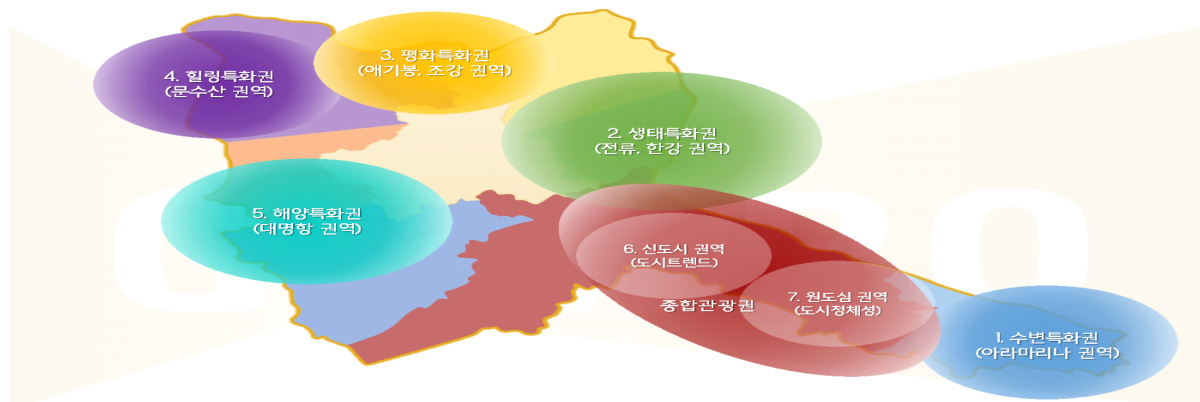 3. 평화특화권
(애기봉, 조강 권역)
4. 힐링특화권
(문수산 권역)
2. 생태특화권
(전류, 한강 권역)
5. 해양특화권
(대명항 권역)
6. 신도시 권역
(도시트렌드)
7. 원도심 권역
(도시정체성)
종합관광권
1. 수변특화권
(아라마리나 권역)